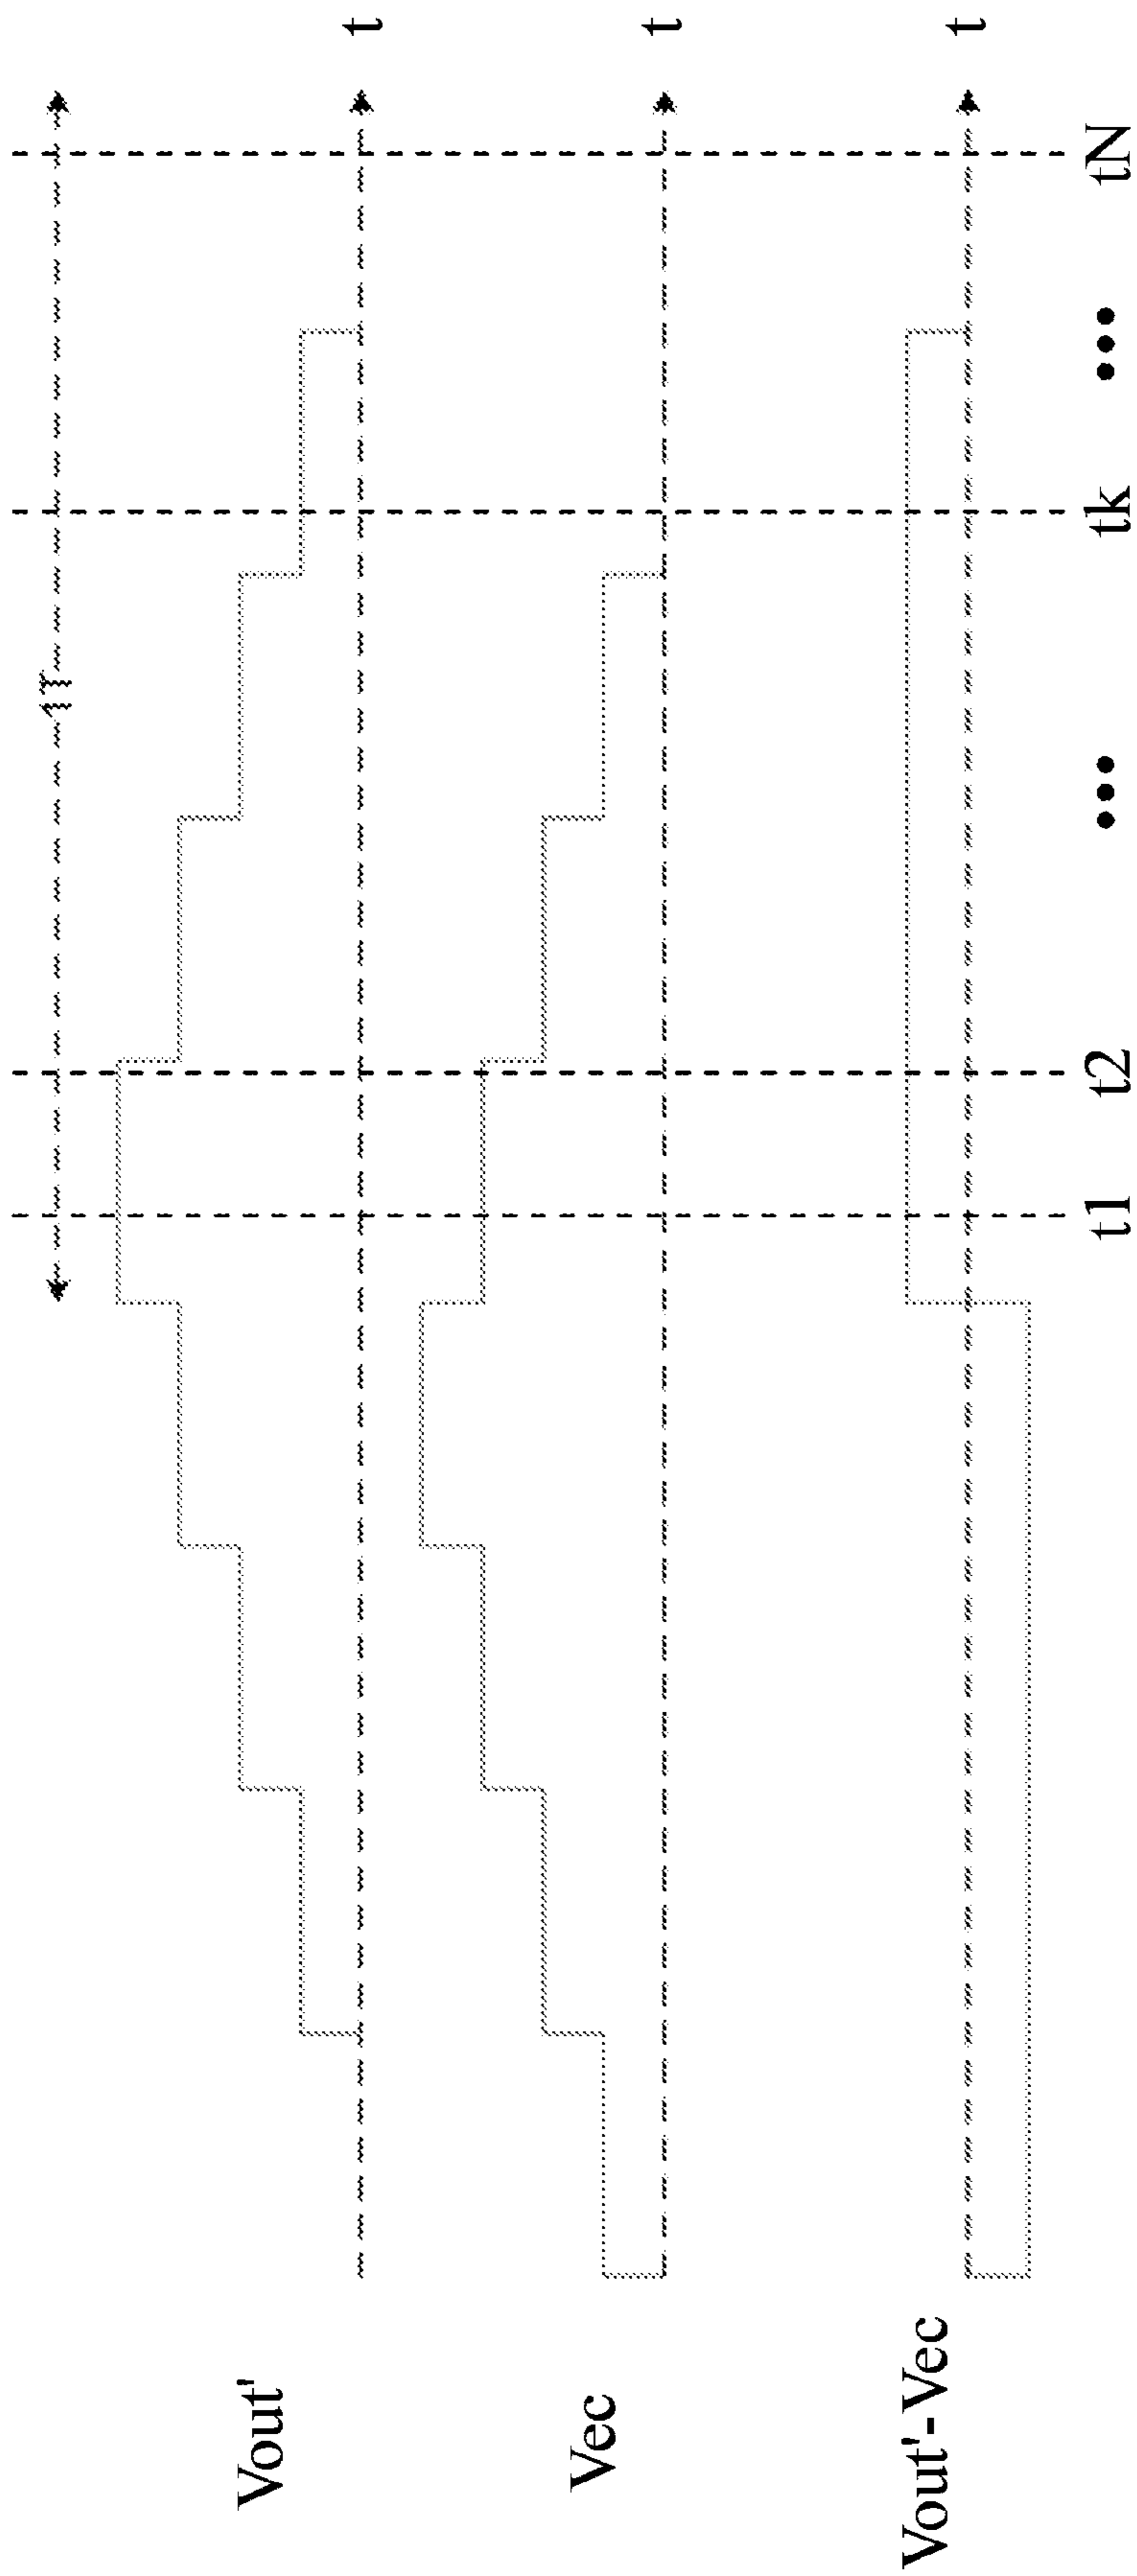 1T
Vout' t
Vec t
Vout'-Vec t
t1 t2 ••• tk ••• tN